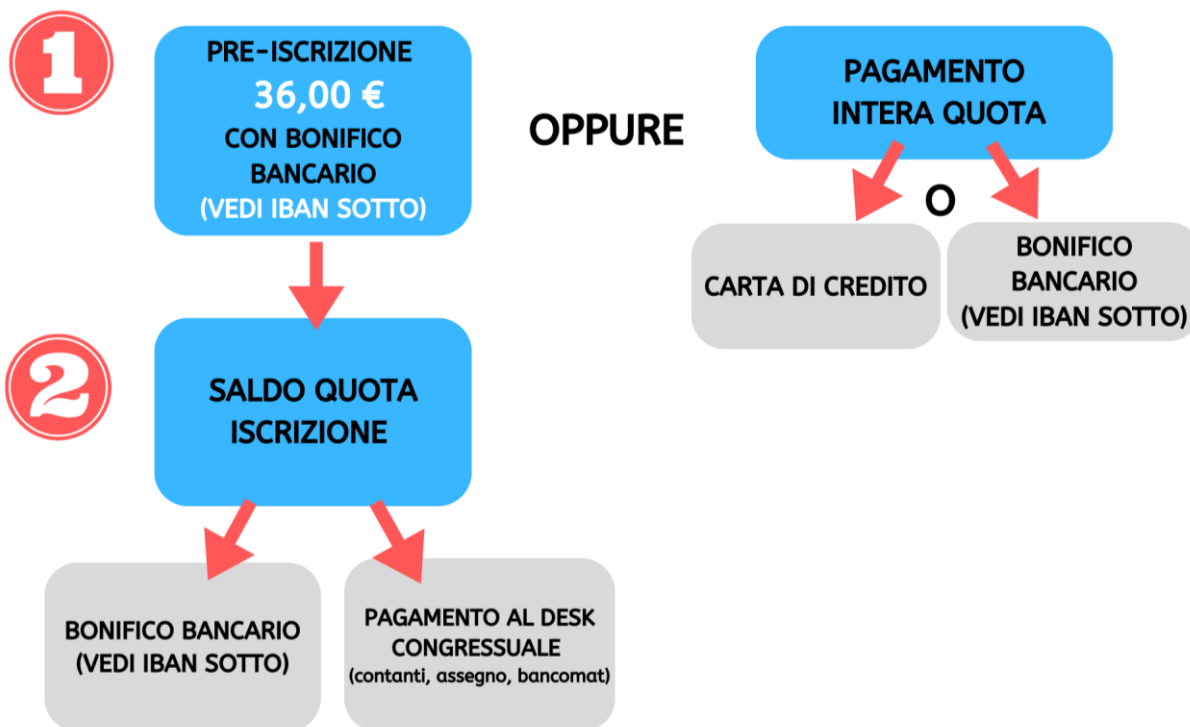 1
PRE-ISCRIZIONE
36,00 €
CON BONIFICO
BANCARIO
(VEDI IBAN SOTTO)
OPPURE
PAGAMENTO
INTERA QUOTA
O
CARTA DI CREDITO
BONIFICO
BANCARIO
(VEDI IBAN SOTTO)
2
SALDO QUOTA
ISCRIZIONE
BONIFICO BANCARIO
(VEDI IBAN SOTTO)
PAGAMENTO AL DESK
CONGRESSUALE
(contanti, assegno, bancomat)